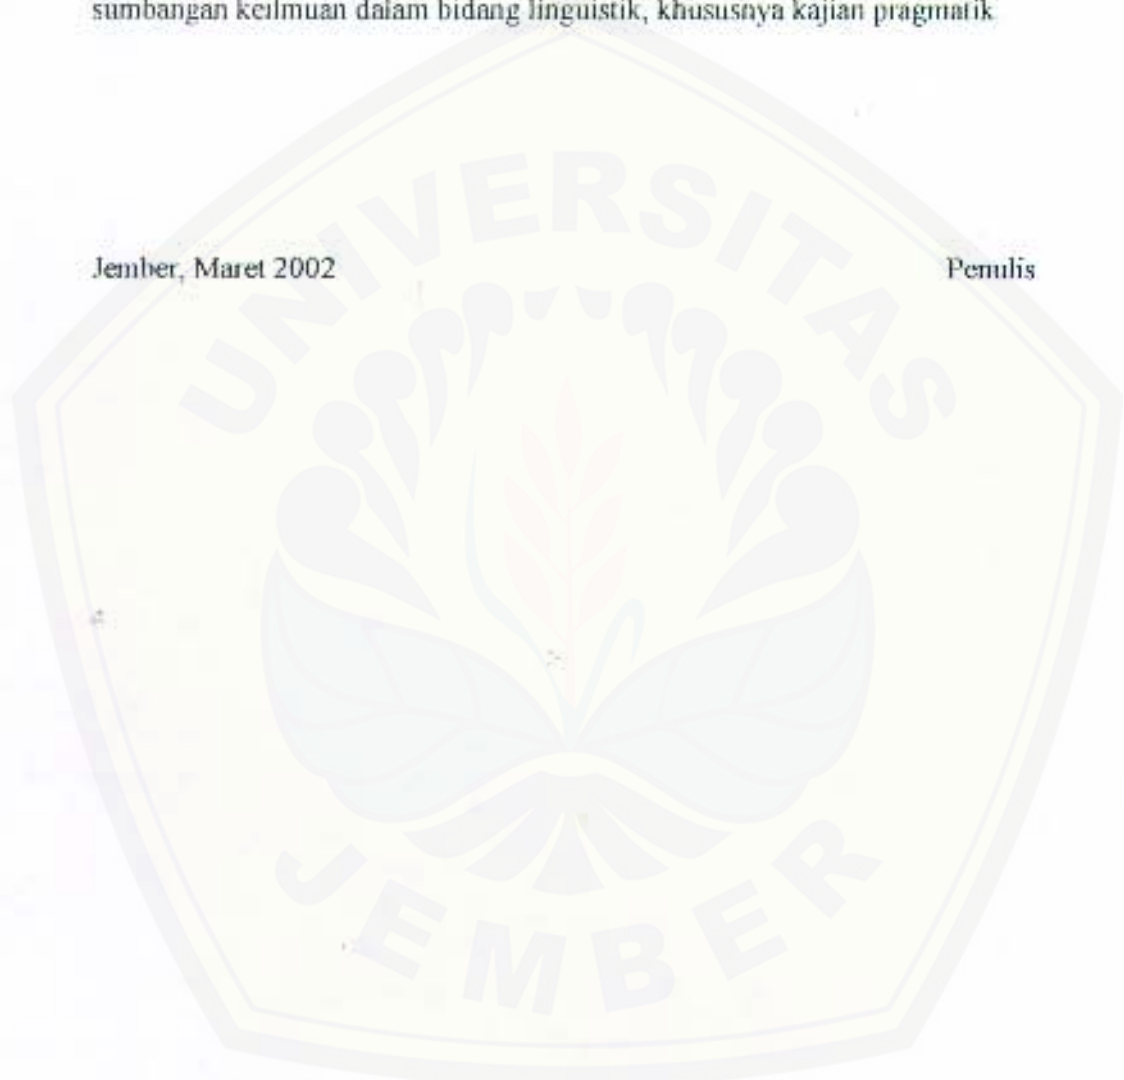 sumbangan keilmuan dalam bidang linguistik, khususnya kajian pragmatik
UNIVERSITAS
Jember, Maret 2002 Penulis
JEMBER